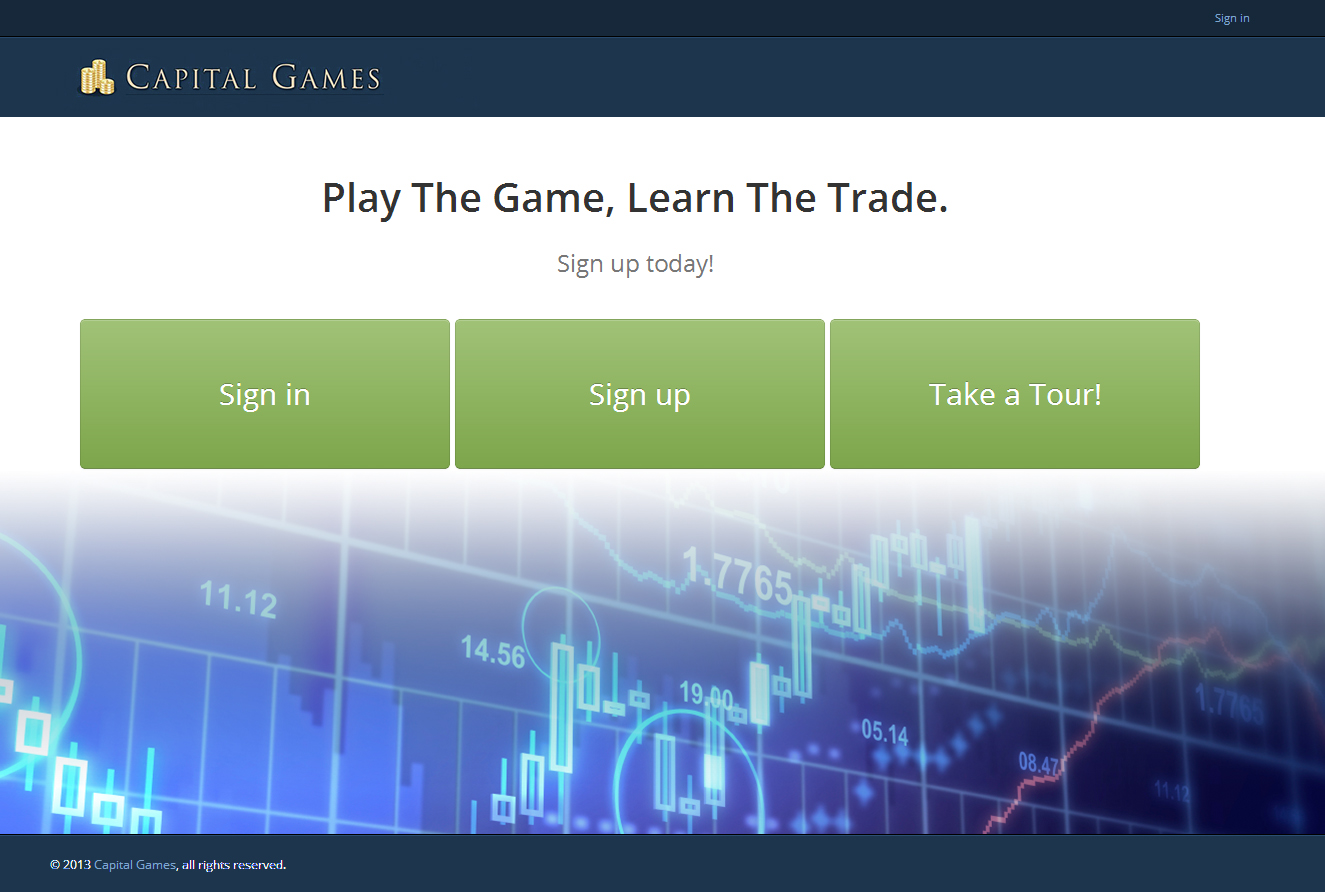 Sign in
Capital Games
Play The Game, Learn The Trade.
Sign up today!
Sign in
Sign up
Take a Tour!
1.7765
11.12
14.56
19.00
05.14
1.7765
08.47
11.12
© 2013 Capital Games, all rights reserved.